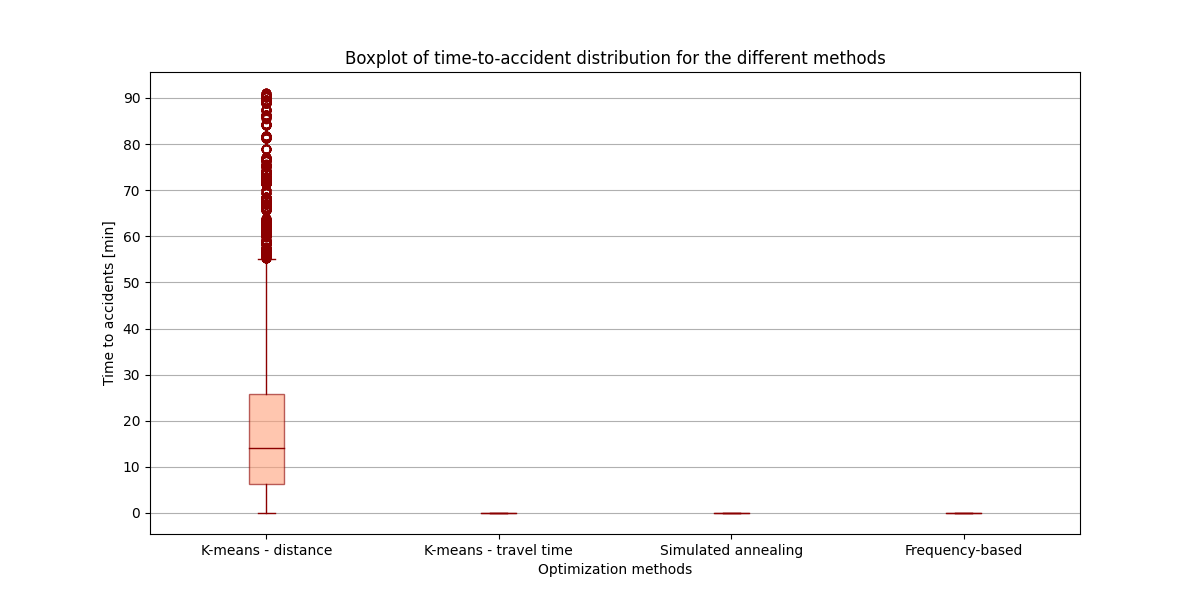 Boxplot of time-to-accident distribution for the different methods
Time to accidents [min]
90
80
70
60
50
40
30
20
10
0
K-means - distance
K-means - travel time
Simulated annealing
Frequency-based
Optimization methods